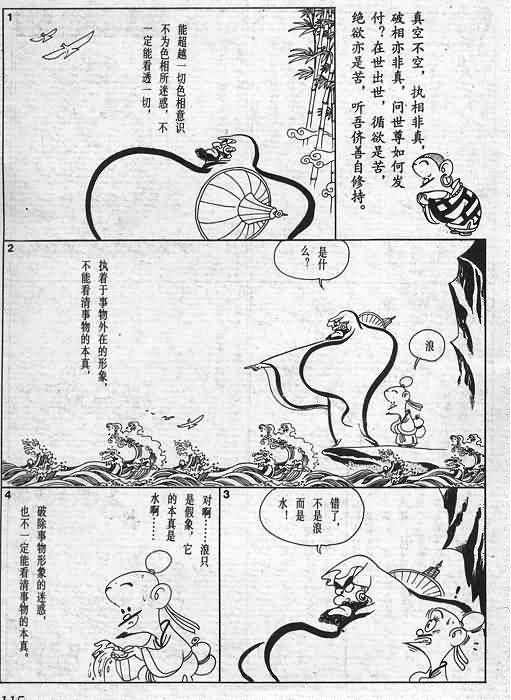 真空不空，执相非真，
破相亦非真，问世尊如何发
付？在世出世，循欲是苦，
绝欲亦是苦，听吾侪善自修持。
1
能超越一切色相意识
不为色相所迷惑，不
一定能看透一切，
2
是什
么？
浪
执着于事物外在的形象，
不能看清事物的本真，
3
错了，
不是浪
而是
水！
4
对啊……浪只
是假象，它
的本真是
水啊……
破除事物形象的迷惑，
也不一定能看清事物的本真。